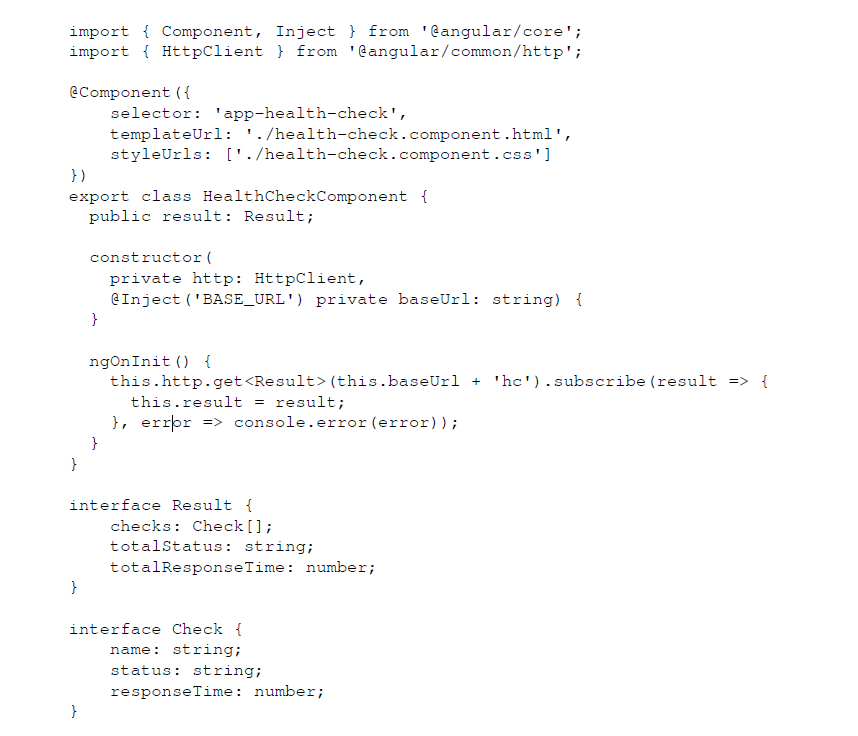 import { Component, Inject } from '@angular/core';
import { HttpClient } from '@angular/common/http';

@Component({
    selector: 'app-health-check',
    templateUrl: './health-check.component.html',
    styleUrls: ['./health-check.component.css']
})
export class HealthCheckComponent {
  public result: Result;

  constructor(
    private http: HttpClient,
    @Inject('BASE_URL') private baseUrl: string) {
  }

  ngOnInit() {
    this.http.get<Result>(this.baseUrl + 'hc').subscribe(result => {
      this.result = result;
    }, error => console.error(error));
  }
}

interface Result {
    checks: Check[];
    totalStatus: string;
    totalResponseTime: number;
}

interface Check {
    name: string;
    status: string;
    responseTime: number;
}